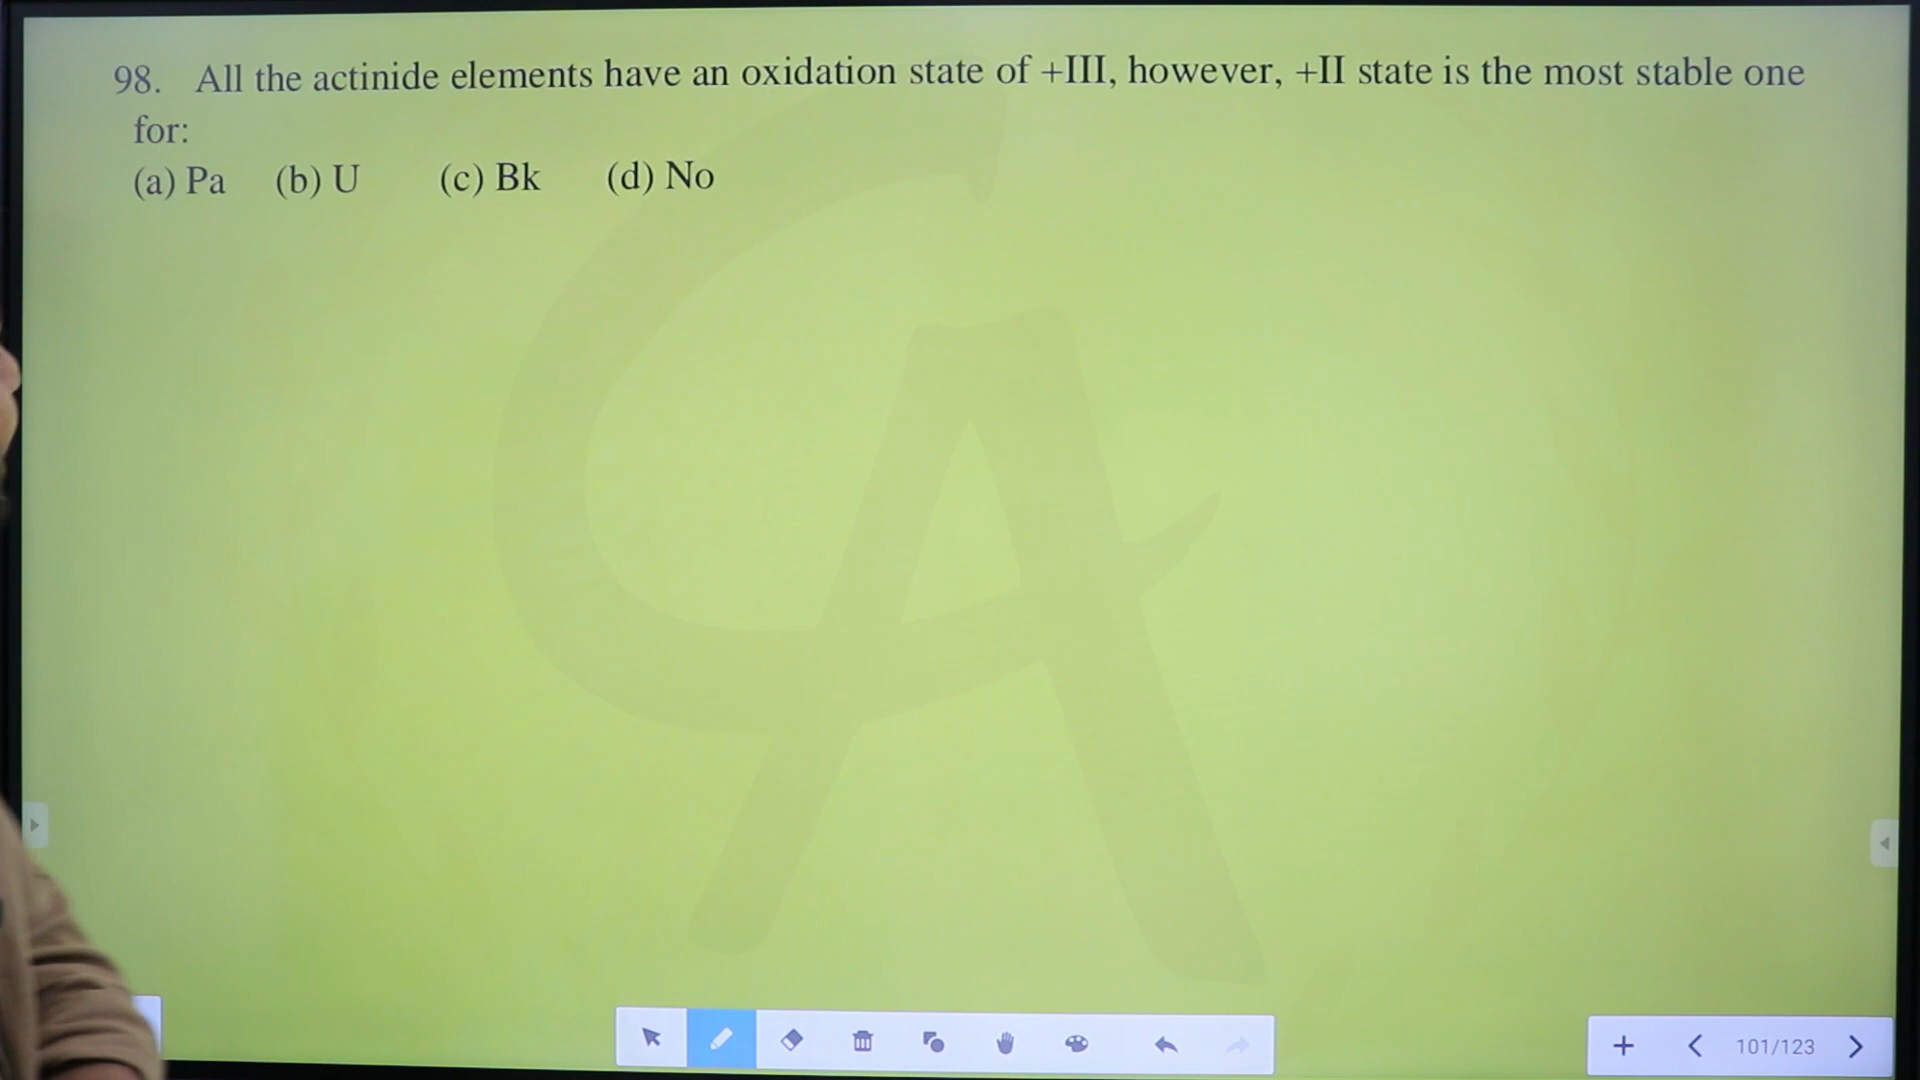 98. All the actinide elements have an oxidation state of +III, however, +II state is the most stable one
for:
(a) Pa (b) U (c) Bk (d) No
101/123